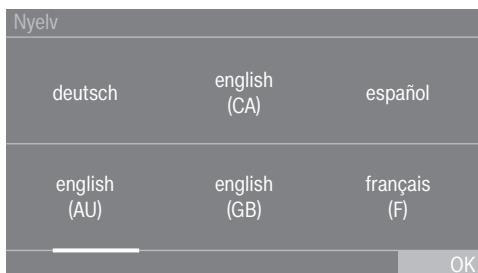 Nyelv
deutsch
english
(CA)
español
english
(AU)
english
(GB)
français
(F)
OK